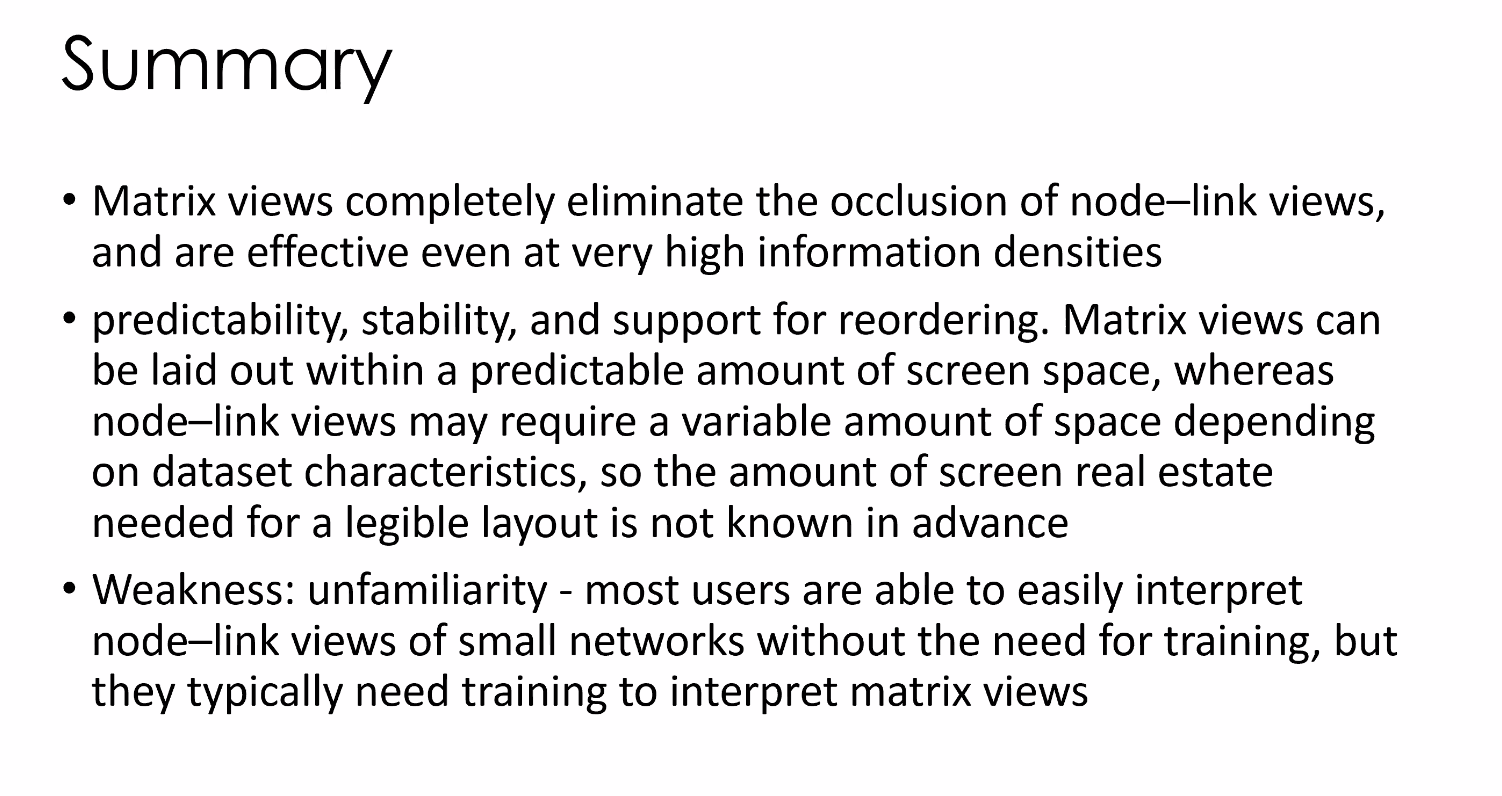 Summary
• Matrix views completely eliminate the occlusion of node–link views,
and are effective even at very high information densities
• predictability, stability, and support for reordering. Matrix views can
be laid out within a predictable amount of screen space, whereas
node–link views may require a variable amount of space depending
on dataset characteristics, so the amount of screen real estate
needed for a legible layout is not known in advance
• Weakness: unfamiliarity - most users are able to easily interpret
node–link views of small networks without the need for training, but
they typically need training to interpret matrix views